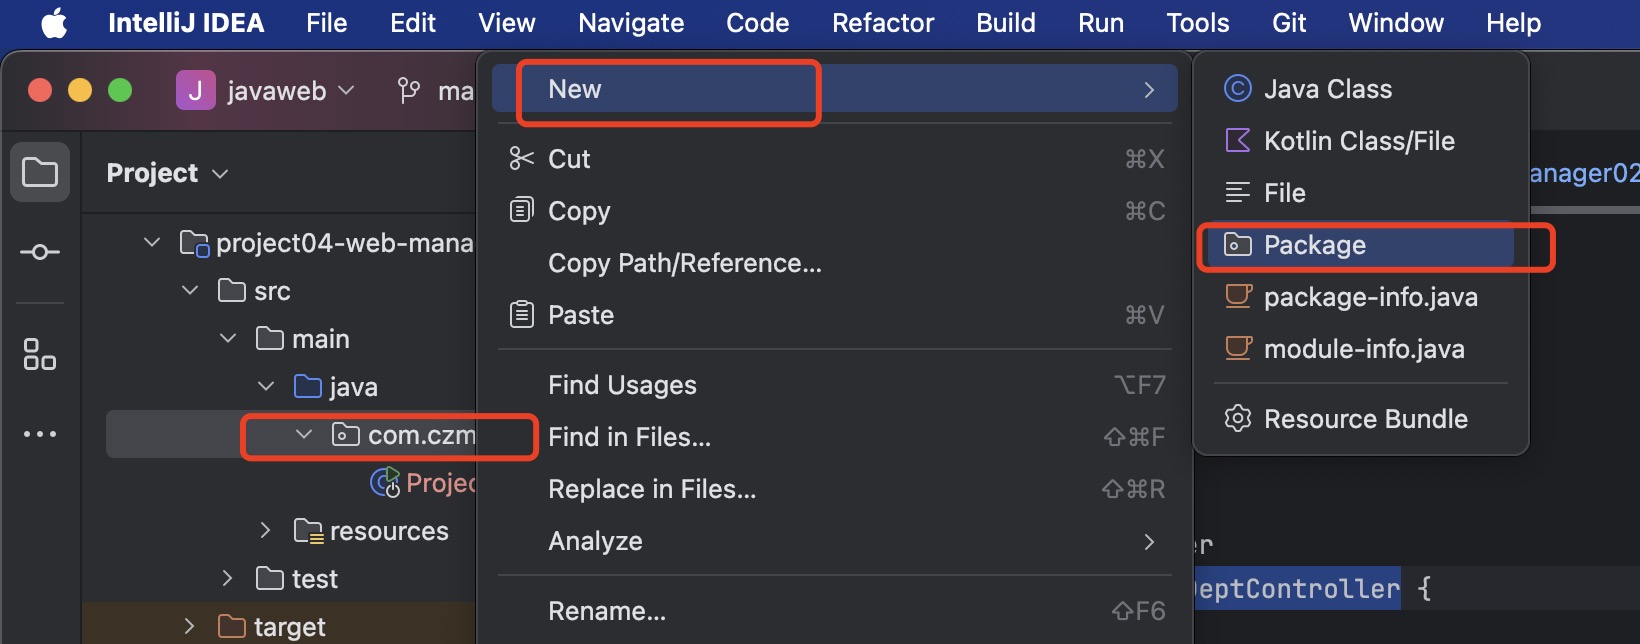 IntelliJ IDEA File Edit View Navigate Code Refactor Build Run Tools Git Window Help
J javaweb ma
Project
project04-web-mana
src
main
java
com.czm
Projec
resources
test
target
New
Cut ⌘X
Copy ⌘C
Copy Path/Reference...
Paste ⌘V
Find Usages ⌥F7
Find in Files... ⇧⌘F
Replace in Files... ⇧⌘R
Analyze
Rename... ⇧F6
Java Class
Kotlin Class/File
File
Package
package-info.java
module-info.java
Resource Bundle
anager02
er
DeptController {